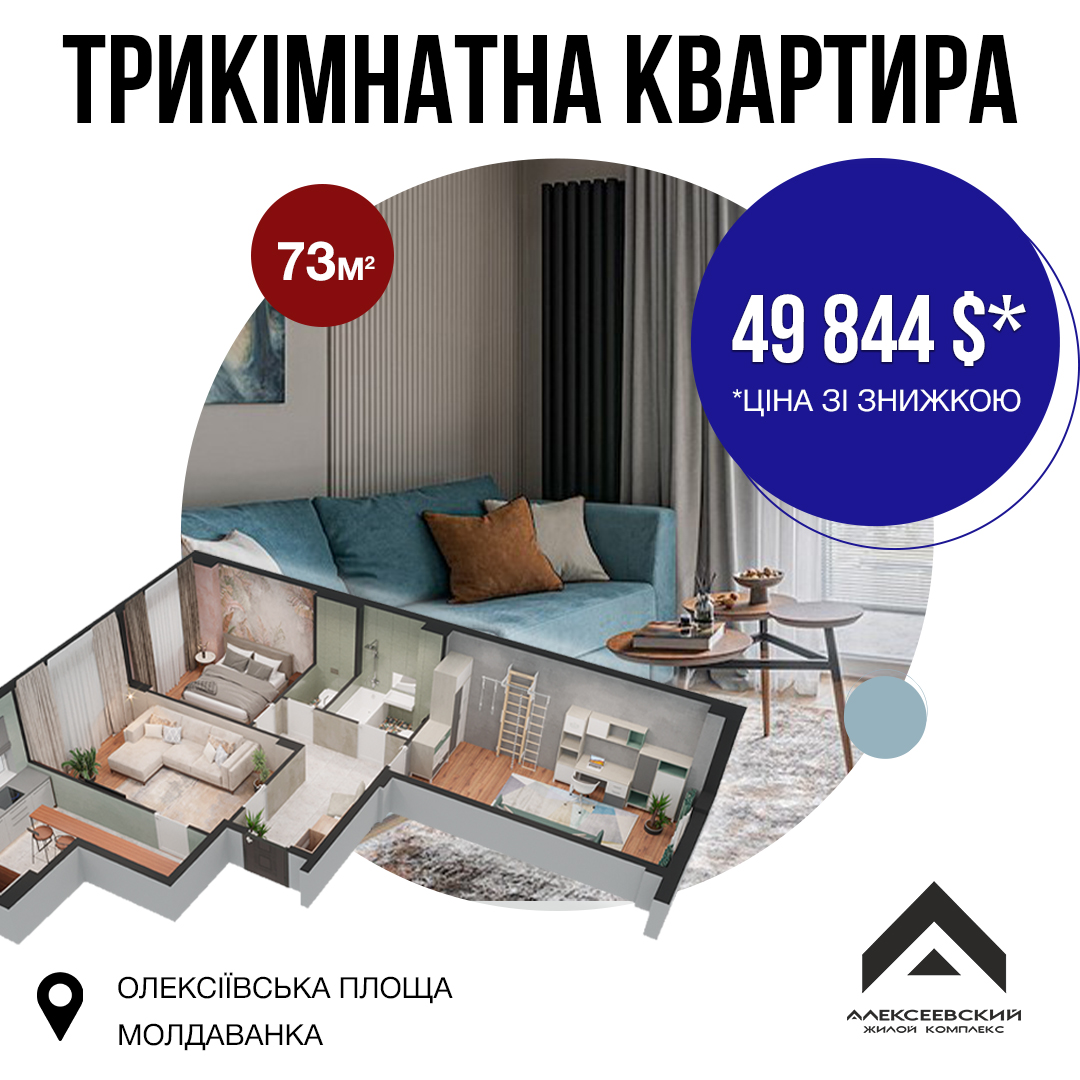 ТРИКІМНАТНА КВАРТИРА
73м²
49 844 $*
*ЦІНА ЗІ ЗНИЖКОЮ
ОЛЕКСІЇВСЬКА ПЛОЩА
МОЛДАВАНКА
АЛЕКСЕЕВСКИЙ
ЖИЛОЙ КОМПЛЕКС